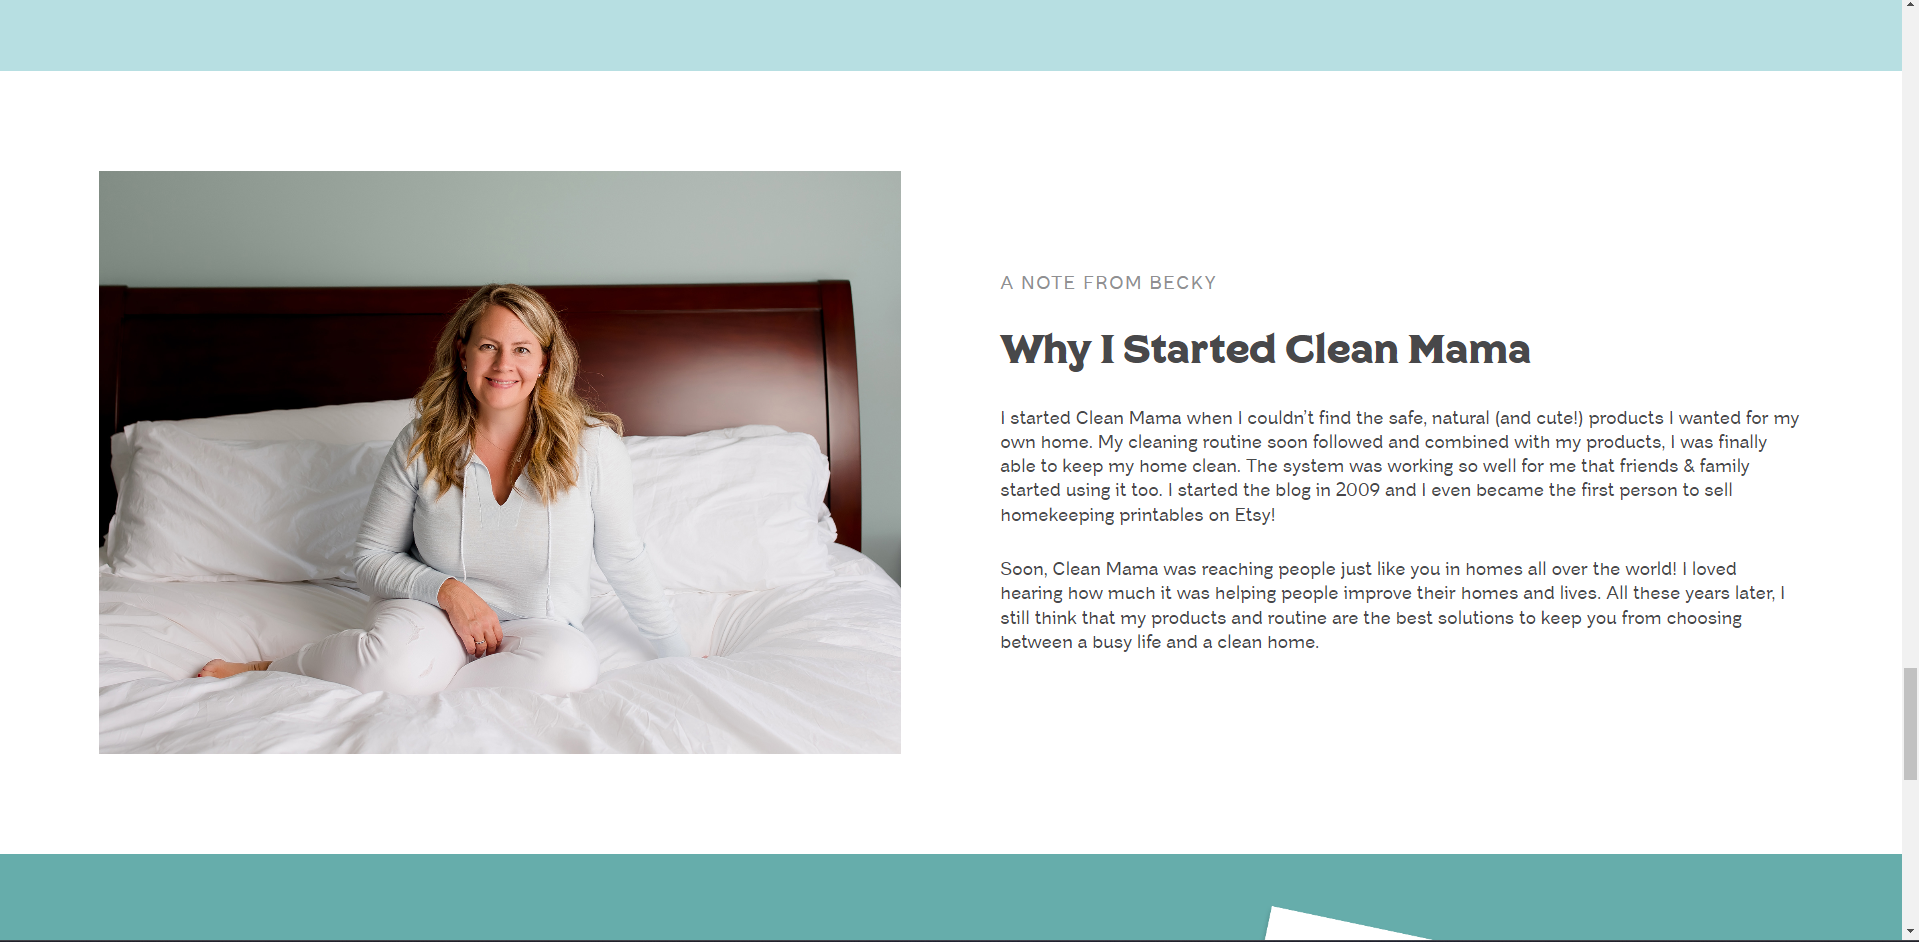 A NOTE FROM BECKY
Why I Started Clean Mama
I started Clean Mama when I couldn’t find the safe, natural (and cute!) products I wanted for my
own home. My cleaning routine soon followed and combined with my products, I was finally
able to keep my home clean. The system was working so well for me that friends & family
started using it too. I started the blog in 2009 and I even became the first person to sell
homekeeping printables on Etsy!
Soon, Clean Mama was reaching people just like you in homes all over the world! I loved
hearing how much it was helping people improve their homes and lives. All these years later, I
still think that my products and routine are the best solutions to keep you from choosing
between a busy life and a clean home.